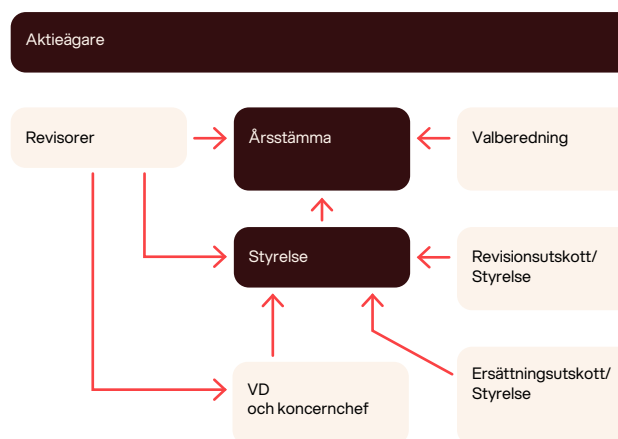 Aktieägare
Revisorer
Årsstämma
Valberedning
Styrelse
Revisionsutskott/
Styrelse
VD
och koncernchef
Ersättningsutskott/
Styrelse